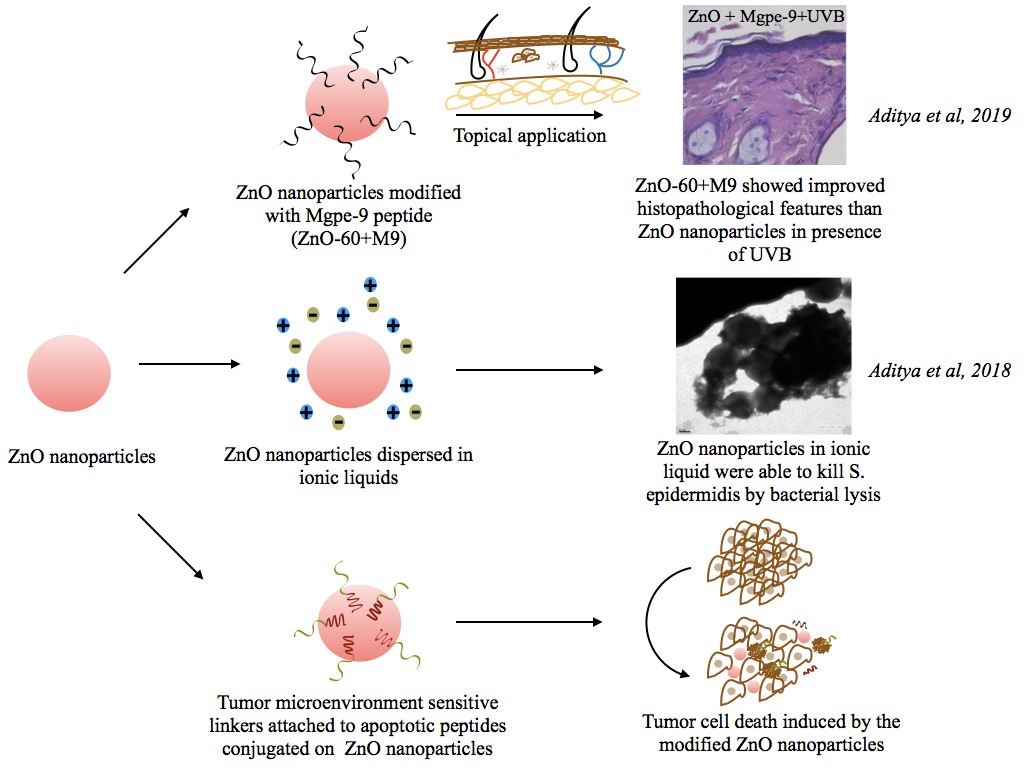 ZnO + Mgpe-9+UVB
Aditya et al, 2019
Topical application
ZnO nanoparticles modified
with Mgpe-9 peptide
(ZnO-60+M9)
ZnO-60+M9 showed improved
histopathological features than
ZnO nanoparticles in presence
of UVB
ZnO nanoparticles
ZnO nanoparticles dispersed in
ionic liquids
Aditya et al, 2018
ZnO nanoparticles in ionic
liquid were able to kill S.
epidermidis by bacterial lysis
Tumor microenvironment sensitive
linkers attached to apoptotic peptides
conjugated on  ZnO nanoparticles
Tumor cell death induced by the
modified ZnO nanoparticles